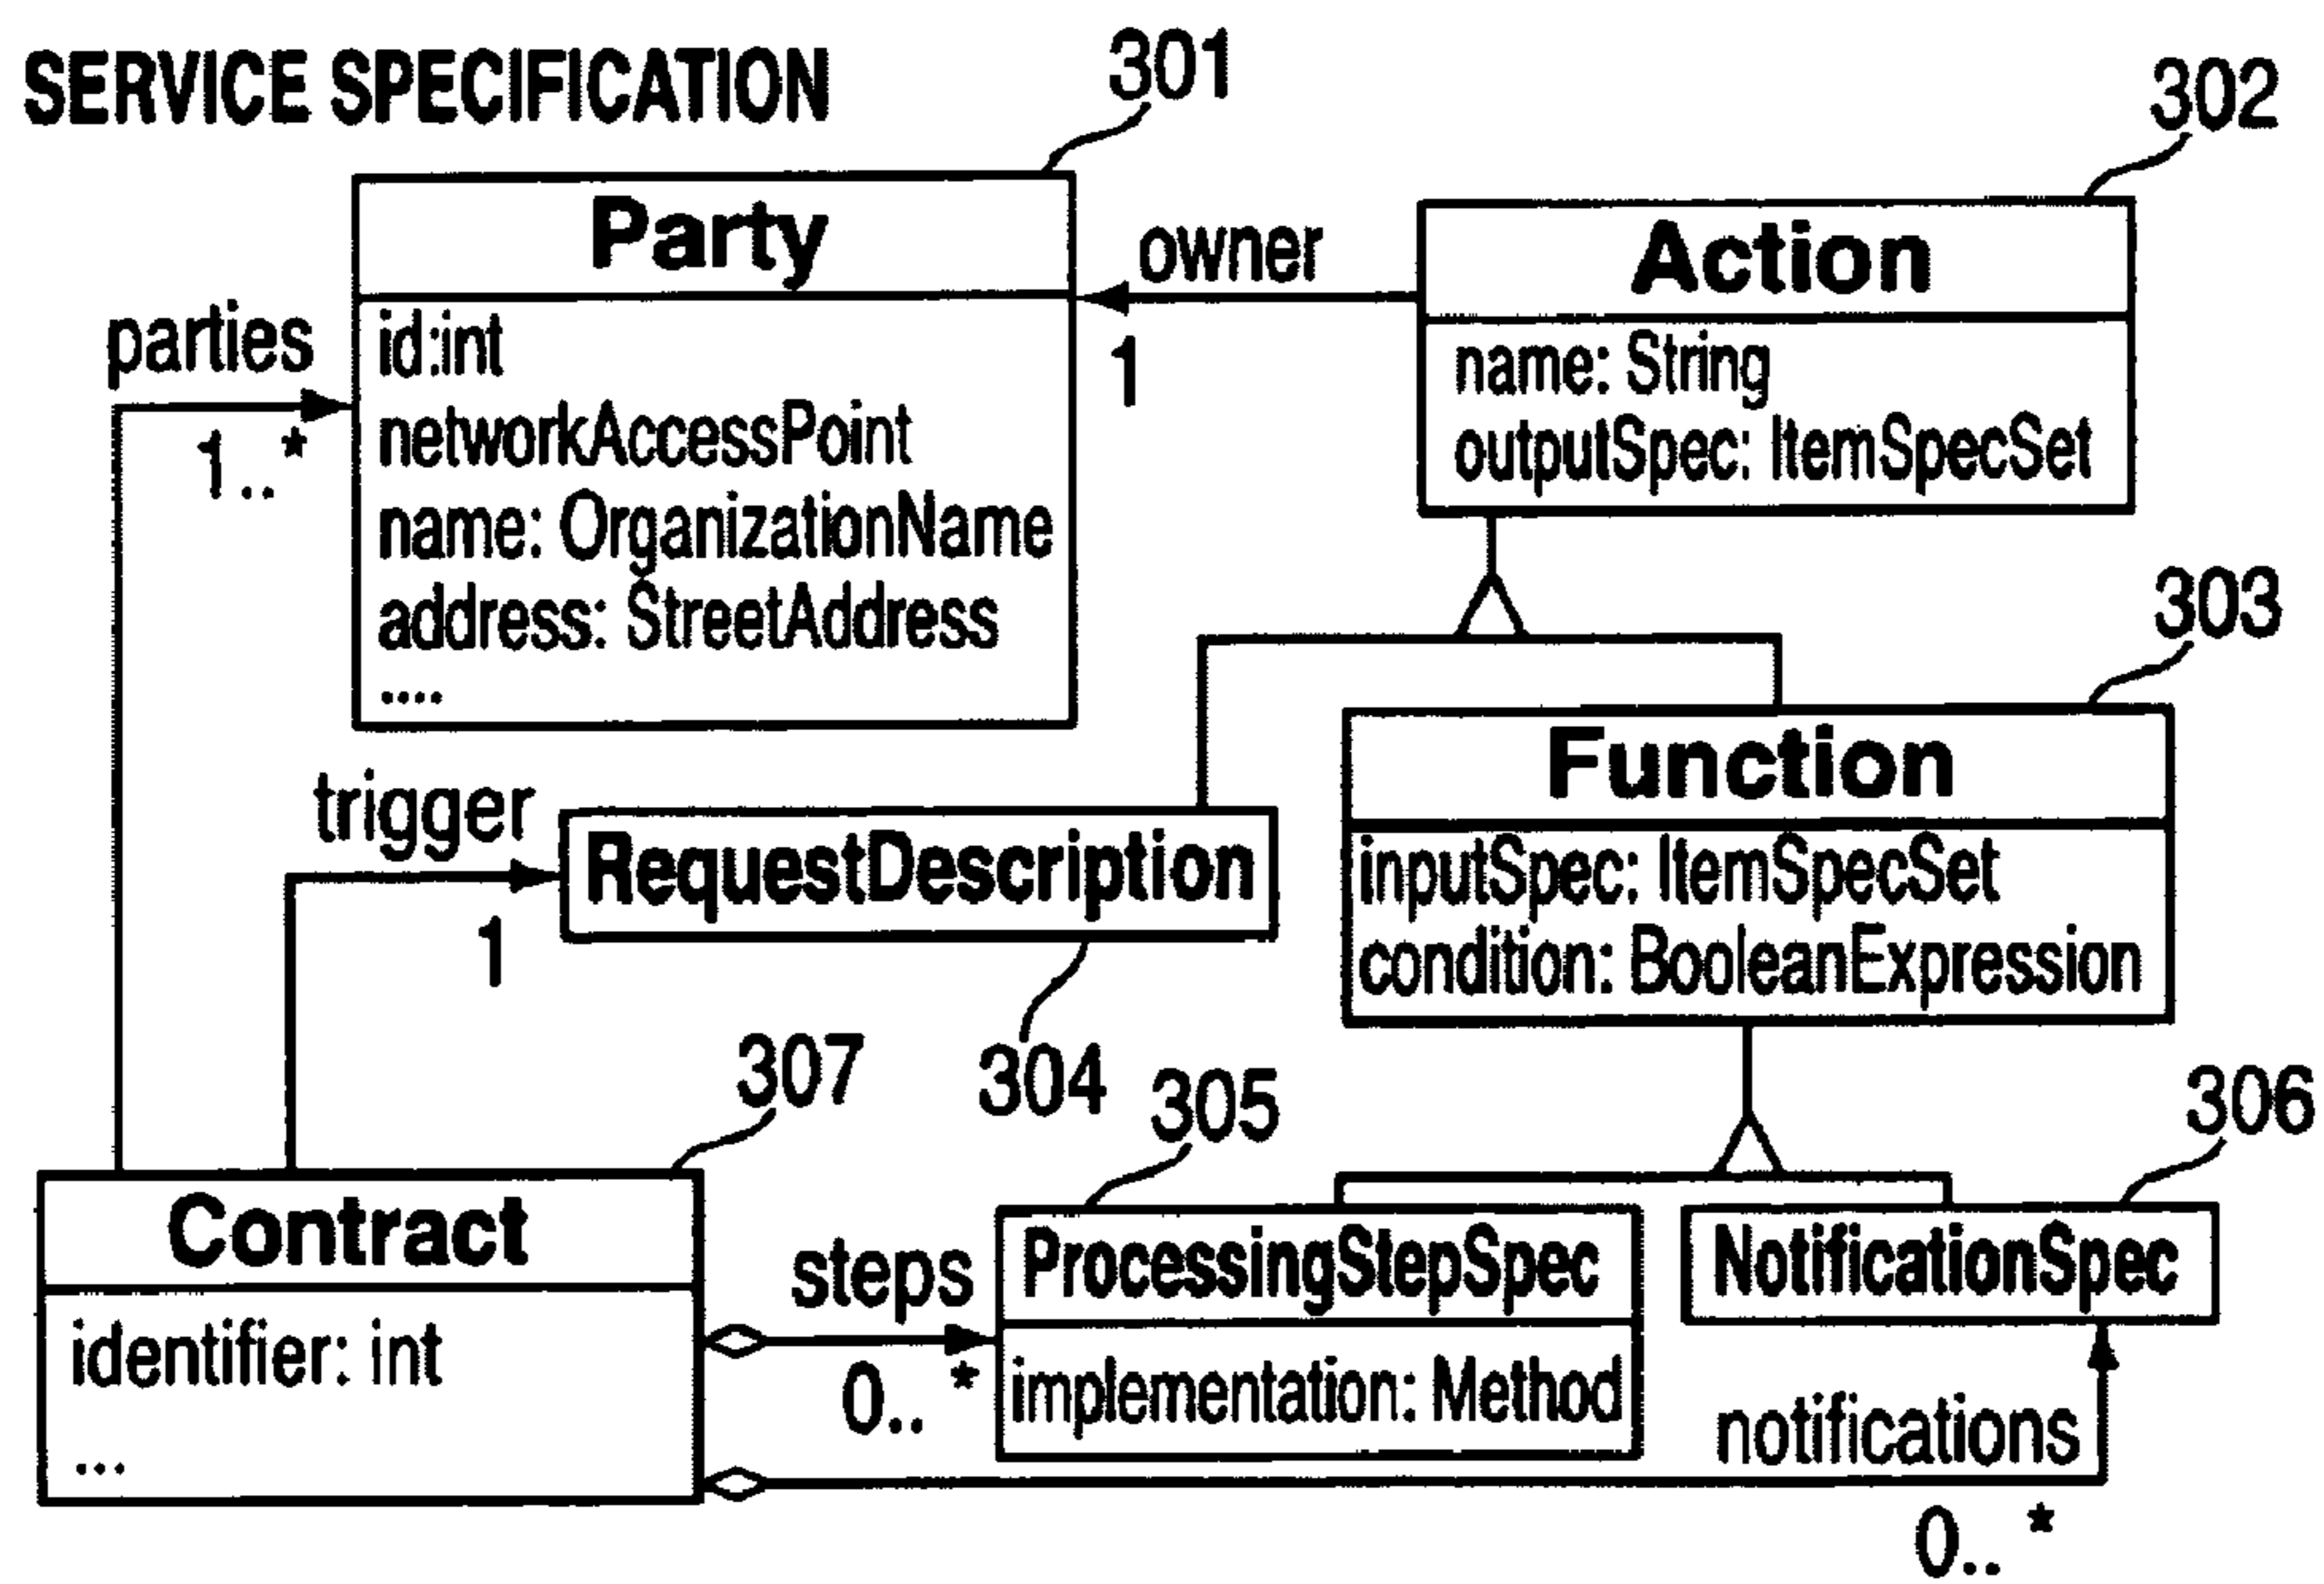 SERVICE SPECIFICATION
301
302
Party
id:int
networkAccessPoint
name: OrganizationName
address: StreetAddress
....
owner
1
Action
name: String
outputSpec: ItemSpecSet
parties
1.. *
303
Function
inputSpec: ItemSpecSet
condition: BooleanExpression
trigger
1
RequestDescription
304
307
Contract
identifier: int
...
305
306
steps
0.. *
ProcessingStepSpec
implementation: Method
NotificationSpec
notifications
0.. *